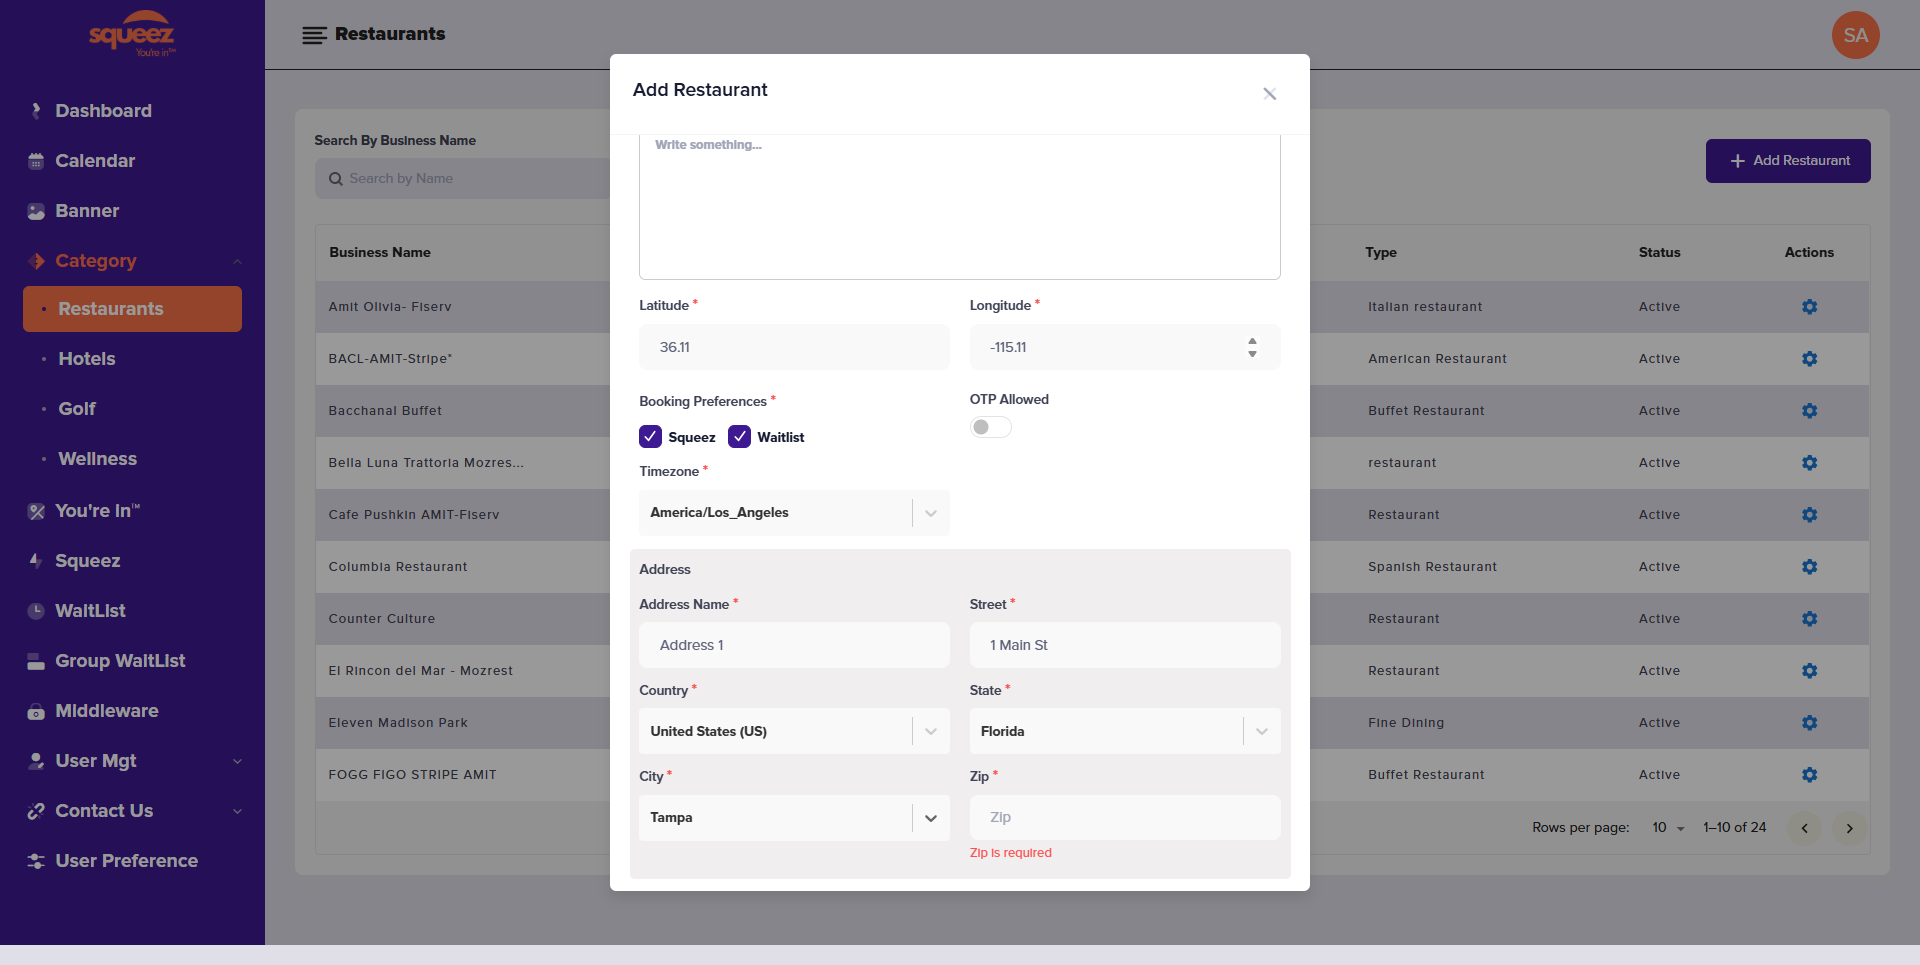 squeez
You're in™
Restaurants
SA
Dashboard
Calendar
Banner
Category
Restaurants
Hotels
Golf
Wellness
You're In™
Squeez
WaitList
Group WaitList
Middleware
User Mgt
Contact Us
User Preference
Search By Business Name
Search by Name
Add Restaurant
Business Name Type Status Actions
Amit Olivia- Fiserv Italian restaurant Active
BACL-AMIT-Stripe* American Restaurant Active
Bacchanal Buffet Buffet Restaurant Active
Bella Luna Trattoria Mozres... restaurant Active
Cafe Pushkin AMIT-Fiserv Restaurant Active
Columbia Restaurant Spanish Restaurant Active
Counter Culture Restaurant Active
El Rincon del Mar - Mozrest Restaurant Active
Eleven Madison Park Fine Dining Active
FOGG FIGO STRIPE AMIT Buffet Restaurant Active
Rows per page: 10 1–10 of 24
Add Restaurant
Write something...
Latitude * Longitude *
36.11 -115.11
Booking Preferences * OTP Allowed
Squeez Waitlist
Timezone *
America/Los_Angeles
Address
Address Name * Street *
Address 1 1 Main St
Country * State *
United States (US) Florida
City * Zip *
Tampa Zip
Zip is required